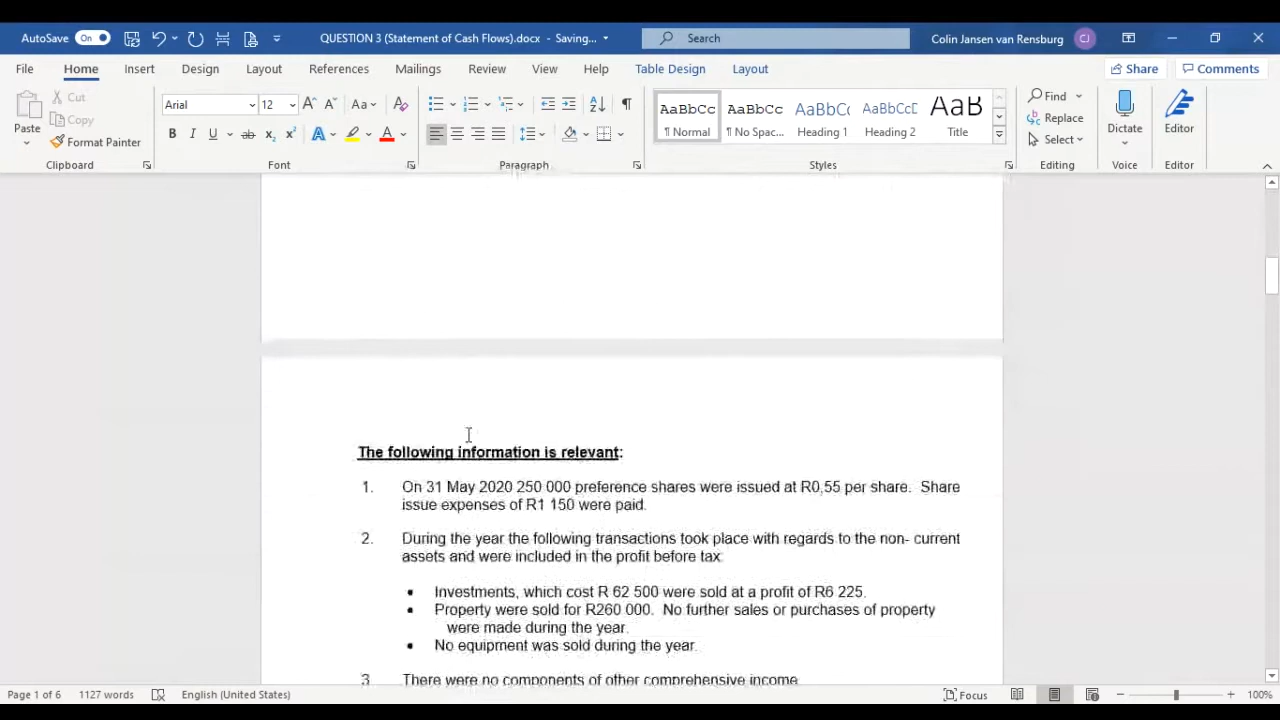 AutoSave On QUESTION 3 (Statement of Cash Flows).docx - Saving... Search Colin Jansen van Rensburg CJ
File Home Insert Design Layout References Mailings Review View Help Table Design Layout Share Comments
Paste Cut Copy Format Painter
Arial 12 Aa
B I U ab x₂ x² A A
AaBbCc ¶ Normal
AaBbCc ¶ No Spac...
AaBbC( Heading 1
AaBbCcD Heading 2
AaB Title
Find Replace Select
Dictate
Editor
Clipboard Font Paragraph Styles Editing Voice Editor
The following information is relevant:
1. On 31 May 2020 250 000 preference shares were issued at R0,55 per share. Share
issue expenses of R1 150 were paid.
2. During the year the following transactions took place with regards to the non- current
assets and were included in the profit before tax:
• Investments, which cost R 62 500 were sold at a profit of R6 225.
• Property were sold for R260 000. No further sales or purchases of property
were made during the year.
• No equipment was sold during the year.
3 There were no components of other comprehensive income
Page 1 of 6 1127 words English (United States) Focus 100%